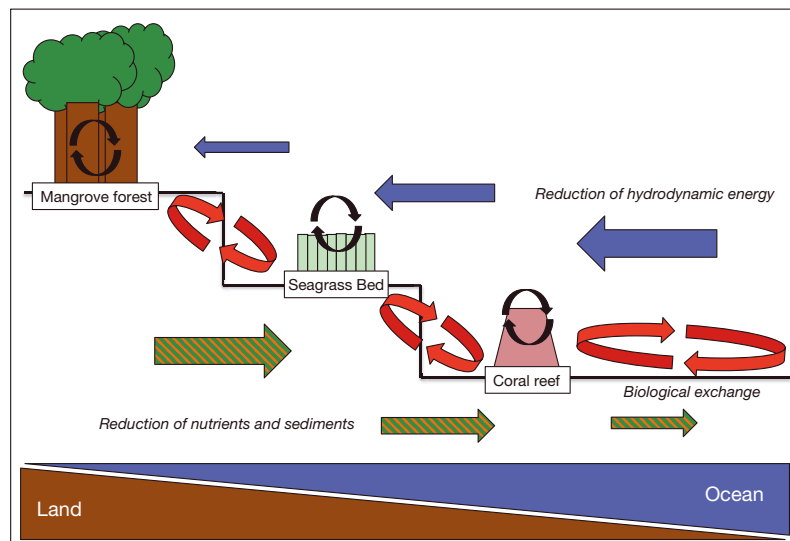 Mangrove forest
Reduction of hydrodynamic energy
Seagrass Bed
Coral reef
Biological exchange
Reduction of nutrients and sediments
Land
Ocean